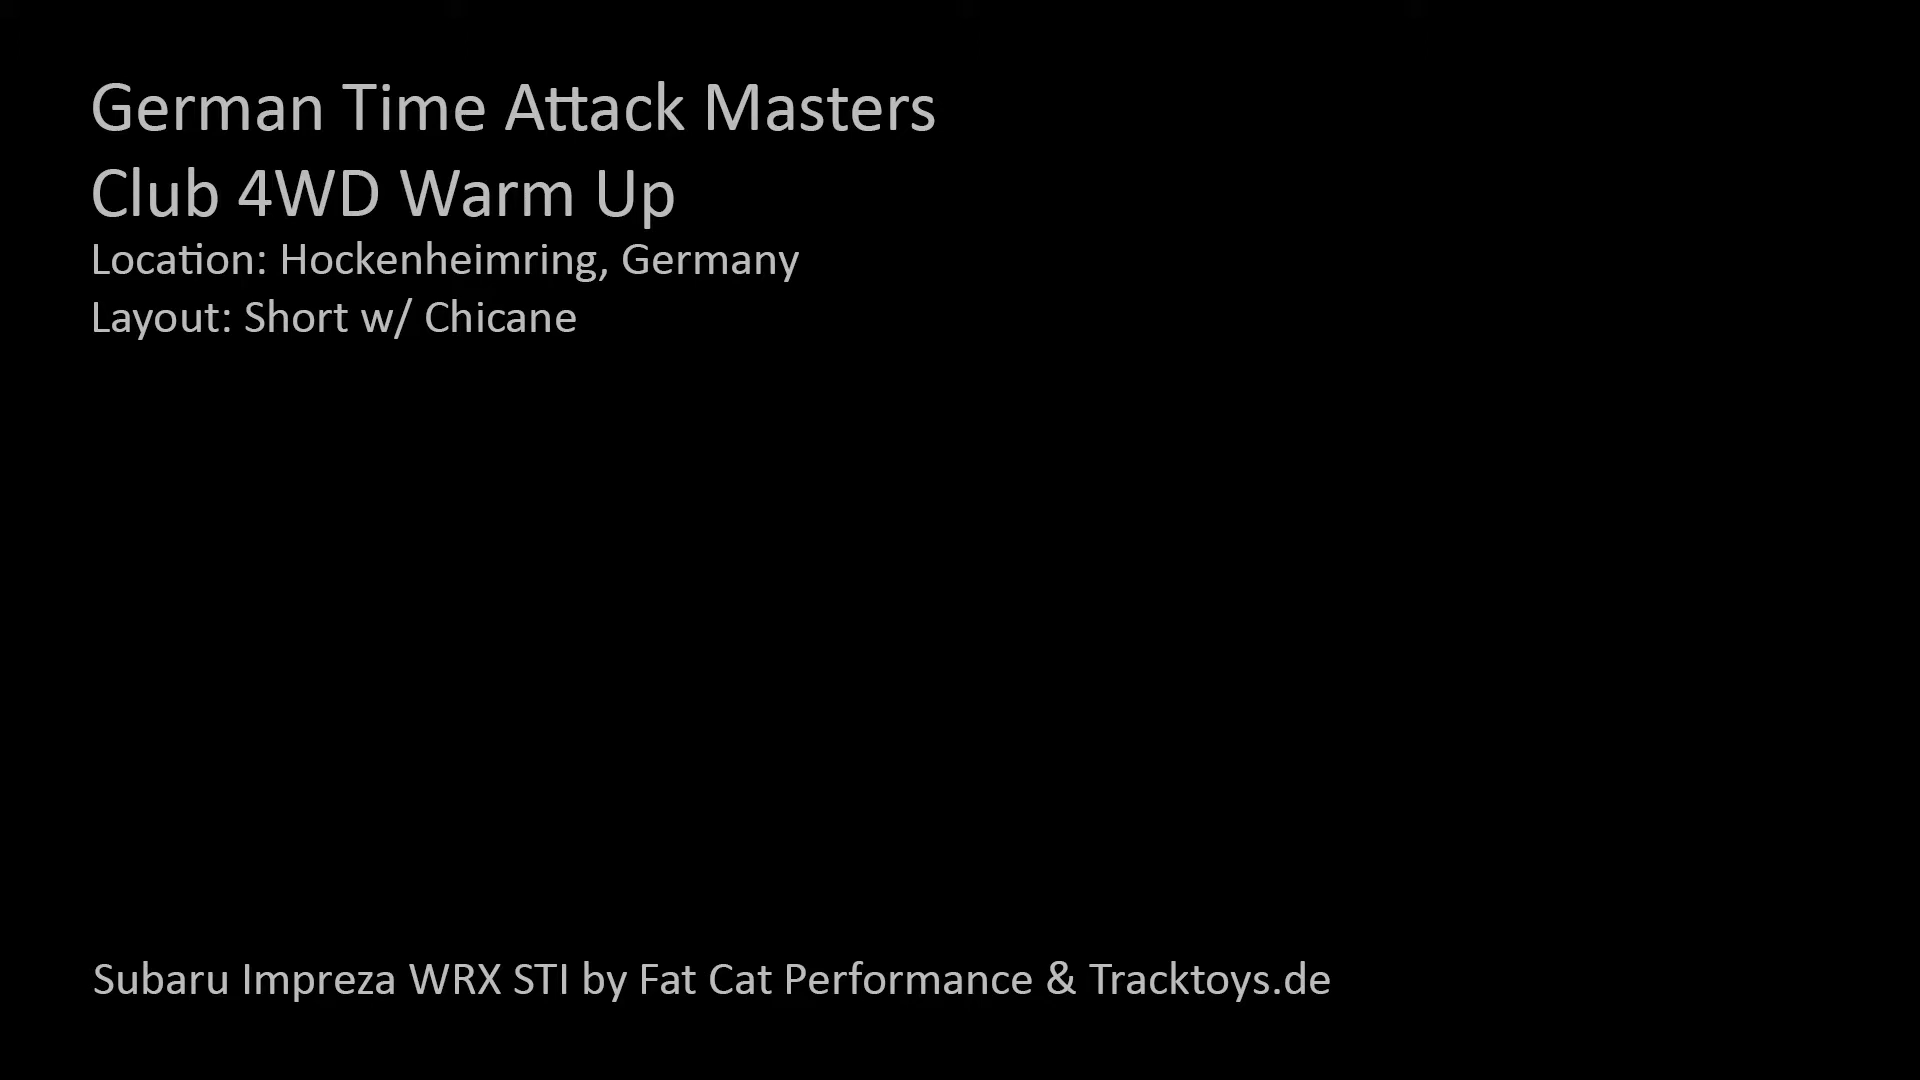 German Time Attack Masters
Club 4WD Warm Up
Location: Hockenheimring, Germany
Layout: Short w/ Chicane
Subaru Impreza WRX STI by Fat Cat Performance & Tracktoys.de